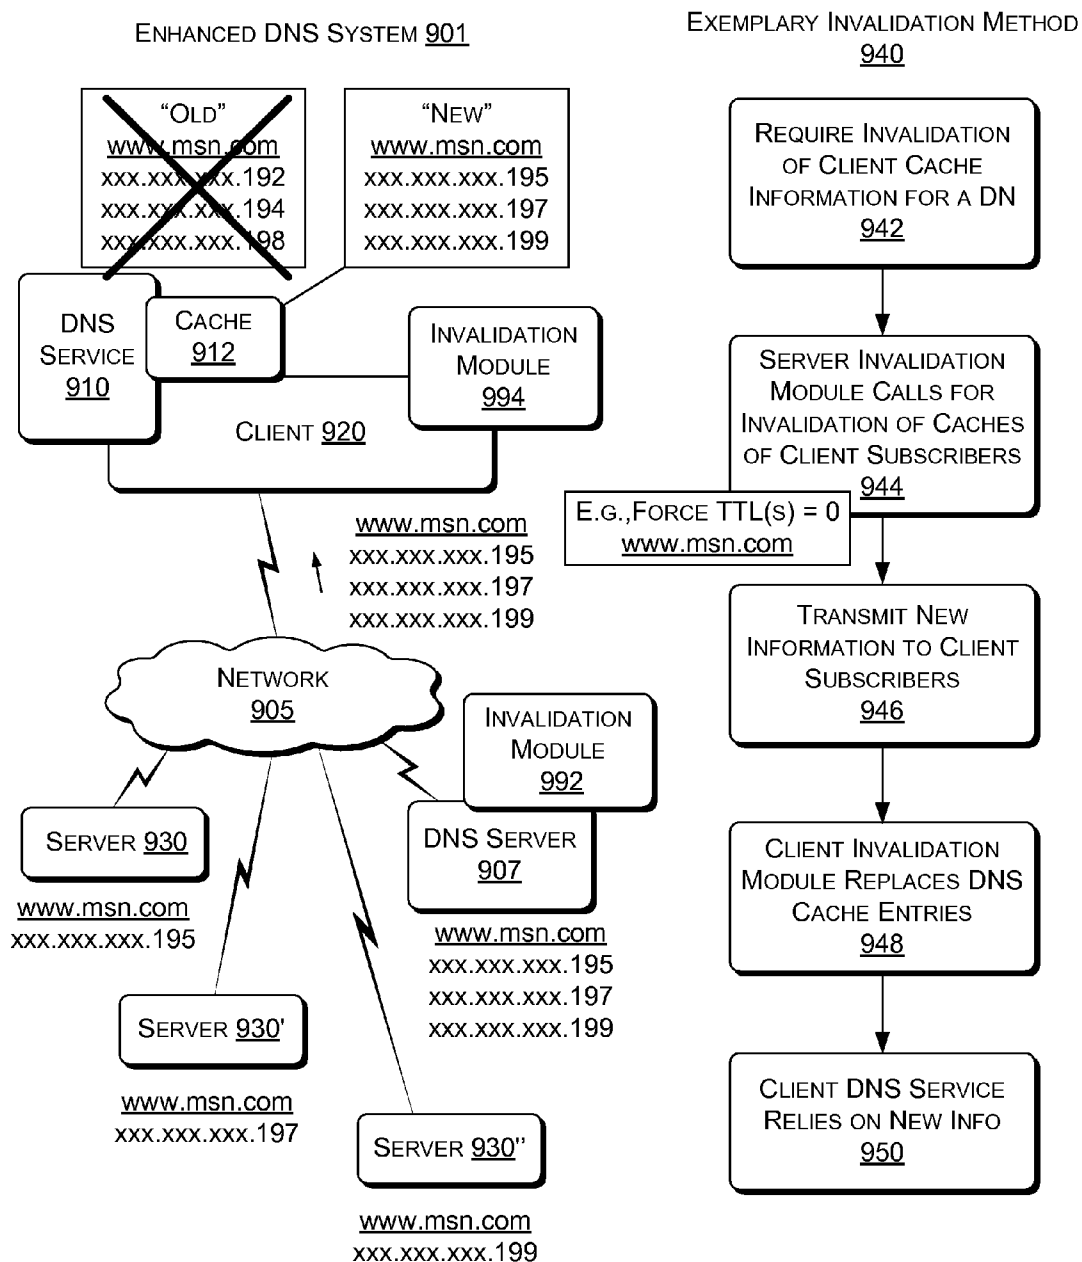 ENHANCED DNS SYSTEM 901
"OLD"
www.msn.com
xxx.xxx.xxx.192
xxx.xxx.xxx.194
xxx.xxx.xxx.198
"NEW"
www.msn.com
xxx.xxx.xxx.195
xxx.xxx.xxx.197
xxx.xxx.xxx.199
DNS
SERVICE
910
CACHE
912
INVALIDATION
MODULE
994
CLIENT 920
www.msn.com
xxx.xxx.xxx.195
xxx.xxx.xxx.197
xxx.xxx.xxx.199
NETWORK
905
INVALIDATION
MODULE
992
DNS SERVER
907
www.msn.com
xxx.xxx.xxx.195
xxx.xxx.xxx.197
xxx.xxx.xxx.199
SERVER 930
www.msn.com
xxx.xxx.xxx.195
SERVER 930'
www.msn.com
xxx.xxx.xxx.197
SERVER 930''
www.msn.com
xxx.xxx.xxx.199
EXEMPLARY INVALIDATION METHOD
940
REQUIRE INVALIDATION
OF CLIENT CACHE
INFORMATION FOR A DN
942
SERVER INVALIDATION
MODULE CALLS FOR
INVALIDATION OF CACHES
OF CLIENT SUBSCRIBERS
944
E.G.,FORCE TTL(S) = 0
www.msn.com
TRANSMIT NEW
INFORMATION TO CLIENT
SUBSCRIBERS
946
CLIENT INVALIDATION
MODULE REPLACES DNS
CACHE ENTRIES
948
CLIENT DNS SERVICE
RELIES ON NEW INFO
950